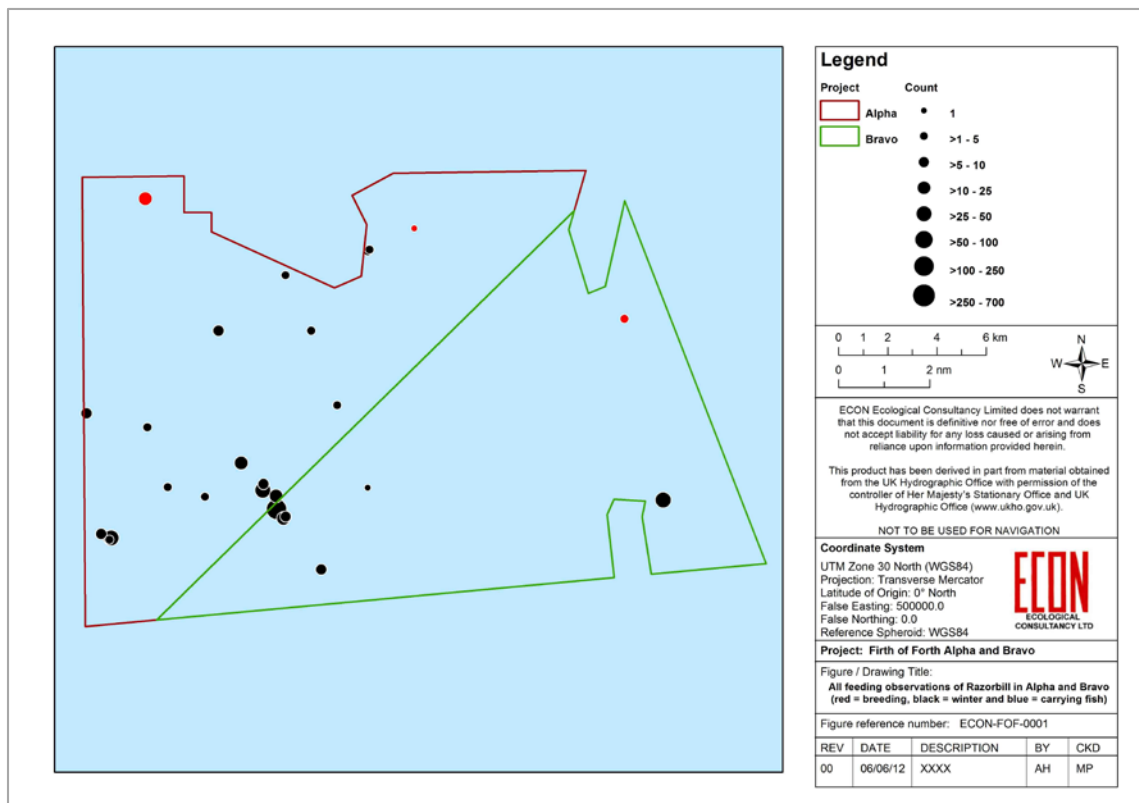 Legend
Project Count
Alpha
Bravo
1
>1 - 5
>5 - 10
>10 - 25
>25 - 50
>50 - 100
>100 - 250
>250 - 700
0 1 2 4 6 km
0 1 2 nm
N
W E
S
ECON Ecological Consultancy Limited does not warrant
that this document is definitive nor free of error and does
not accept liability for any loss caused or arising from
reliance upon information provided herein.
This product has been derived in part from material obtained
from the UK Hydrographic Office with permission of the
controller of Her Majesty's Stationary Office and UK
Hydrographic Office (www.ukho.gov.uk).
NOT TO BE USED FOR NAVIGATION
Coordinate System
UTM Zone 30 North (WGS84)
Projection: Transverse Mercator
Latitude of Origin: 0° North
False Easting: 500000.0
False Northing: 0.0
Reference Spheroid: WGS84
ECON
ECOLOGICAL
CONSULTANCY LTD
Project: Firth of Forth Alpha and Bravo
Figure / Drawing Title:
All feeding observations of Razorbill in Alpha and Bravo
(red = breeding, black = winter and blue = carrying fish)
Figure reference number: ECON-FOF-0001
REV DATE DESCRIPTION BY CKD
00 06/06/12 XXXX AH MP